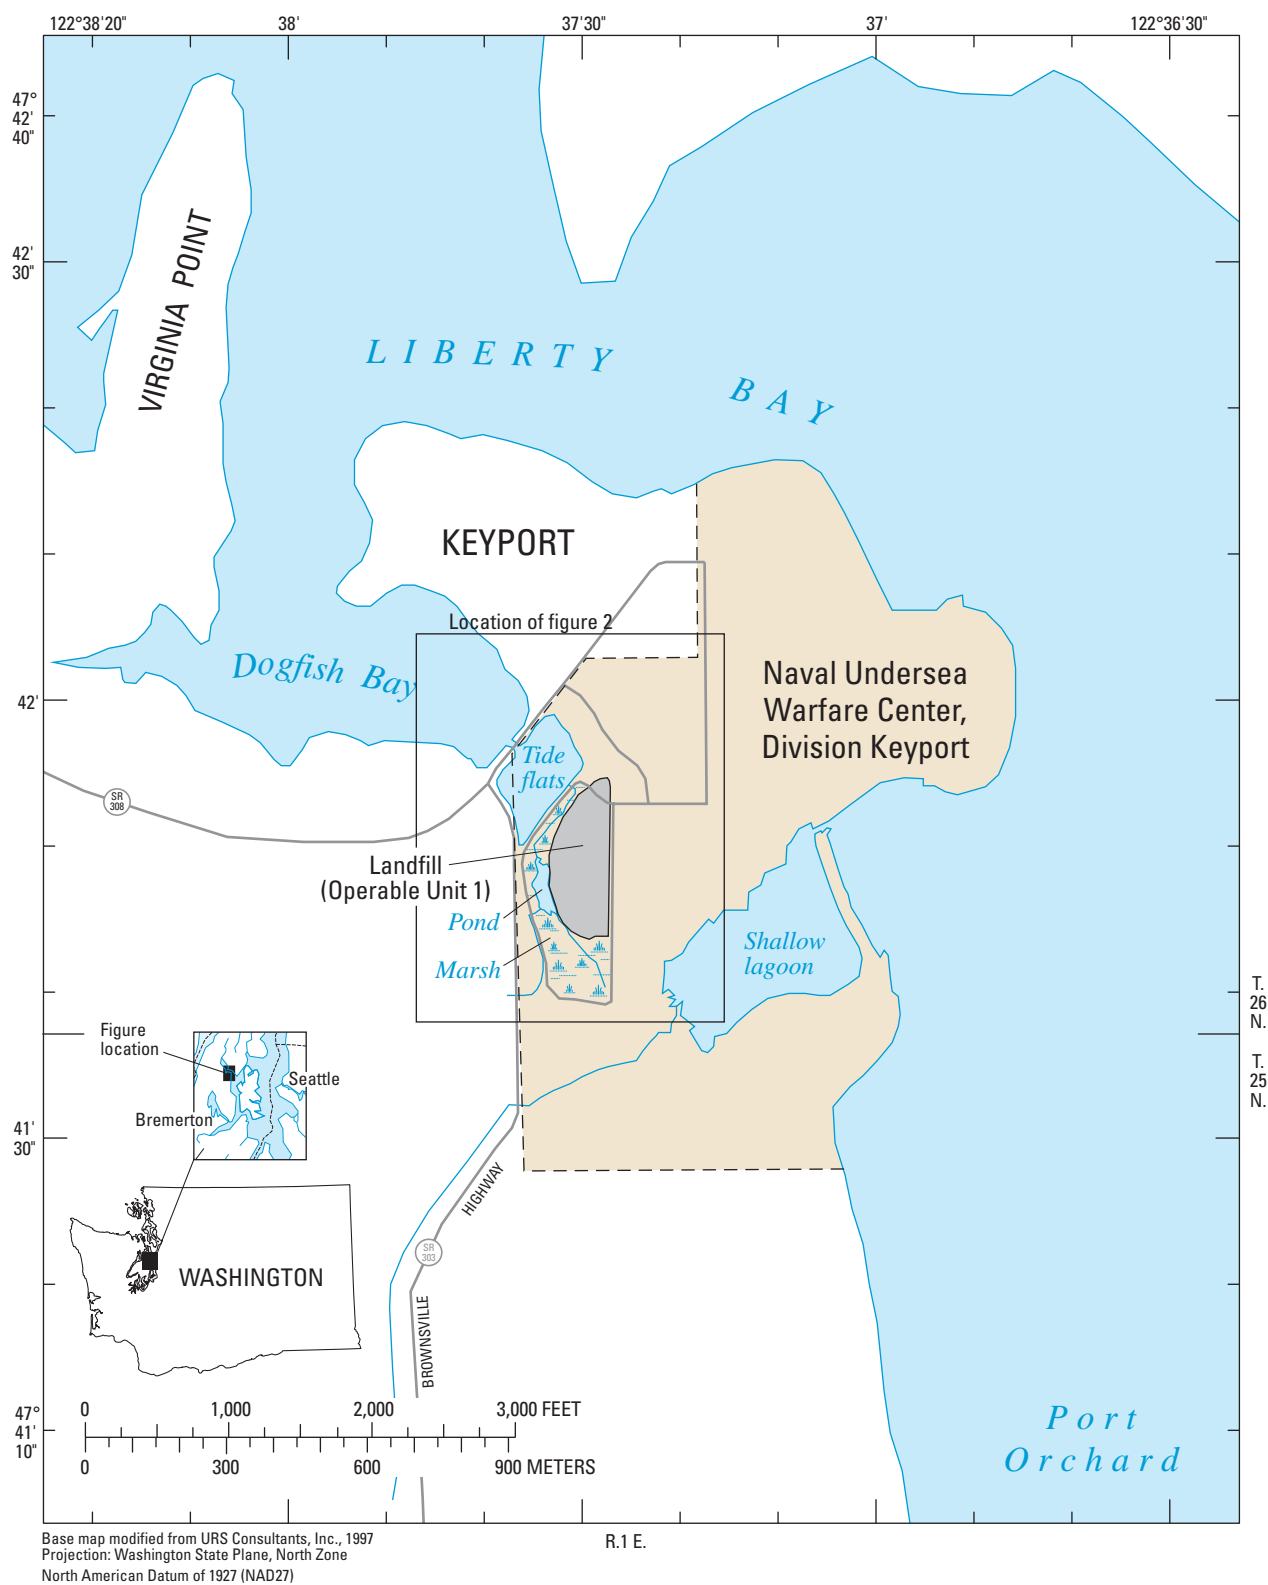 122°38'20"
38'
37'30"
37'
122°36'30"
47°
42'
40"
42'
30"
VIRGINIA POINT
LIBERTY
BAY
KEYPORT
Location of figure 2
Dogfish Bay
Naval Undersea
Warfare Center,
Division Keyport
42'
Tide
flats
SR
308
Landfill
(Operable Unit 1)
Pond
Marsh
Shallow
lagoon
T.
26
N.
T.
25
N.
Figure
location
Seattle
Bremerton
41'
30"
HIGHWAY
SR
303
BROWNSVILLE
WASHINGTON
47°
41'
10"
0 1,000 2,000 3,000 FEET
0 300 600 900 METERS
Port
Orchard
Base map modified from URS Consultants, Inc., 1997
Projection: Washington State Plane, North Zone
North American Datum of 1927 (NAD27)
R.1 E.